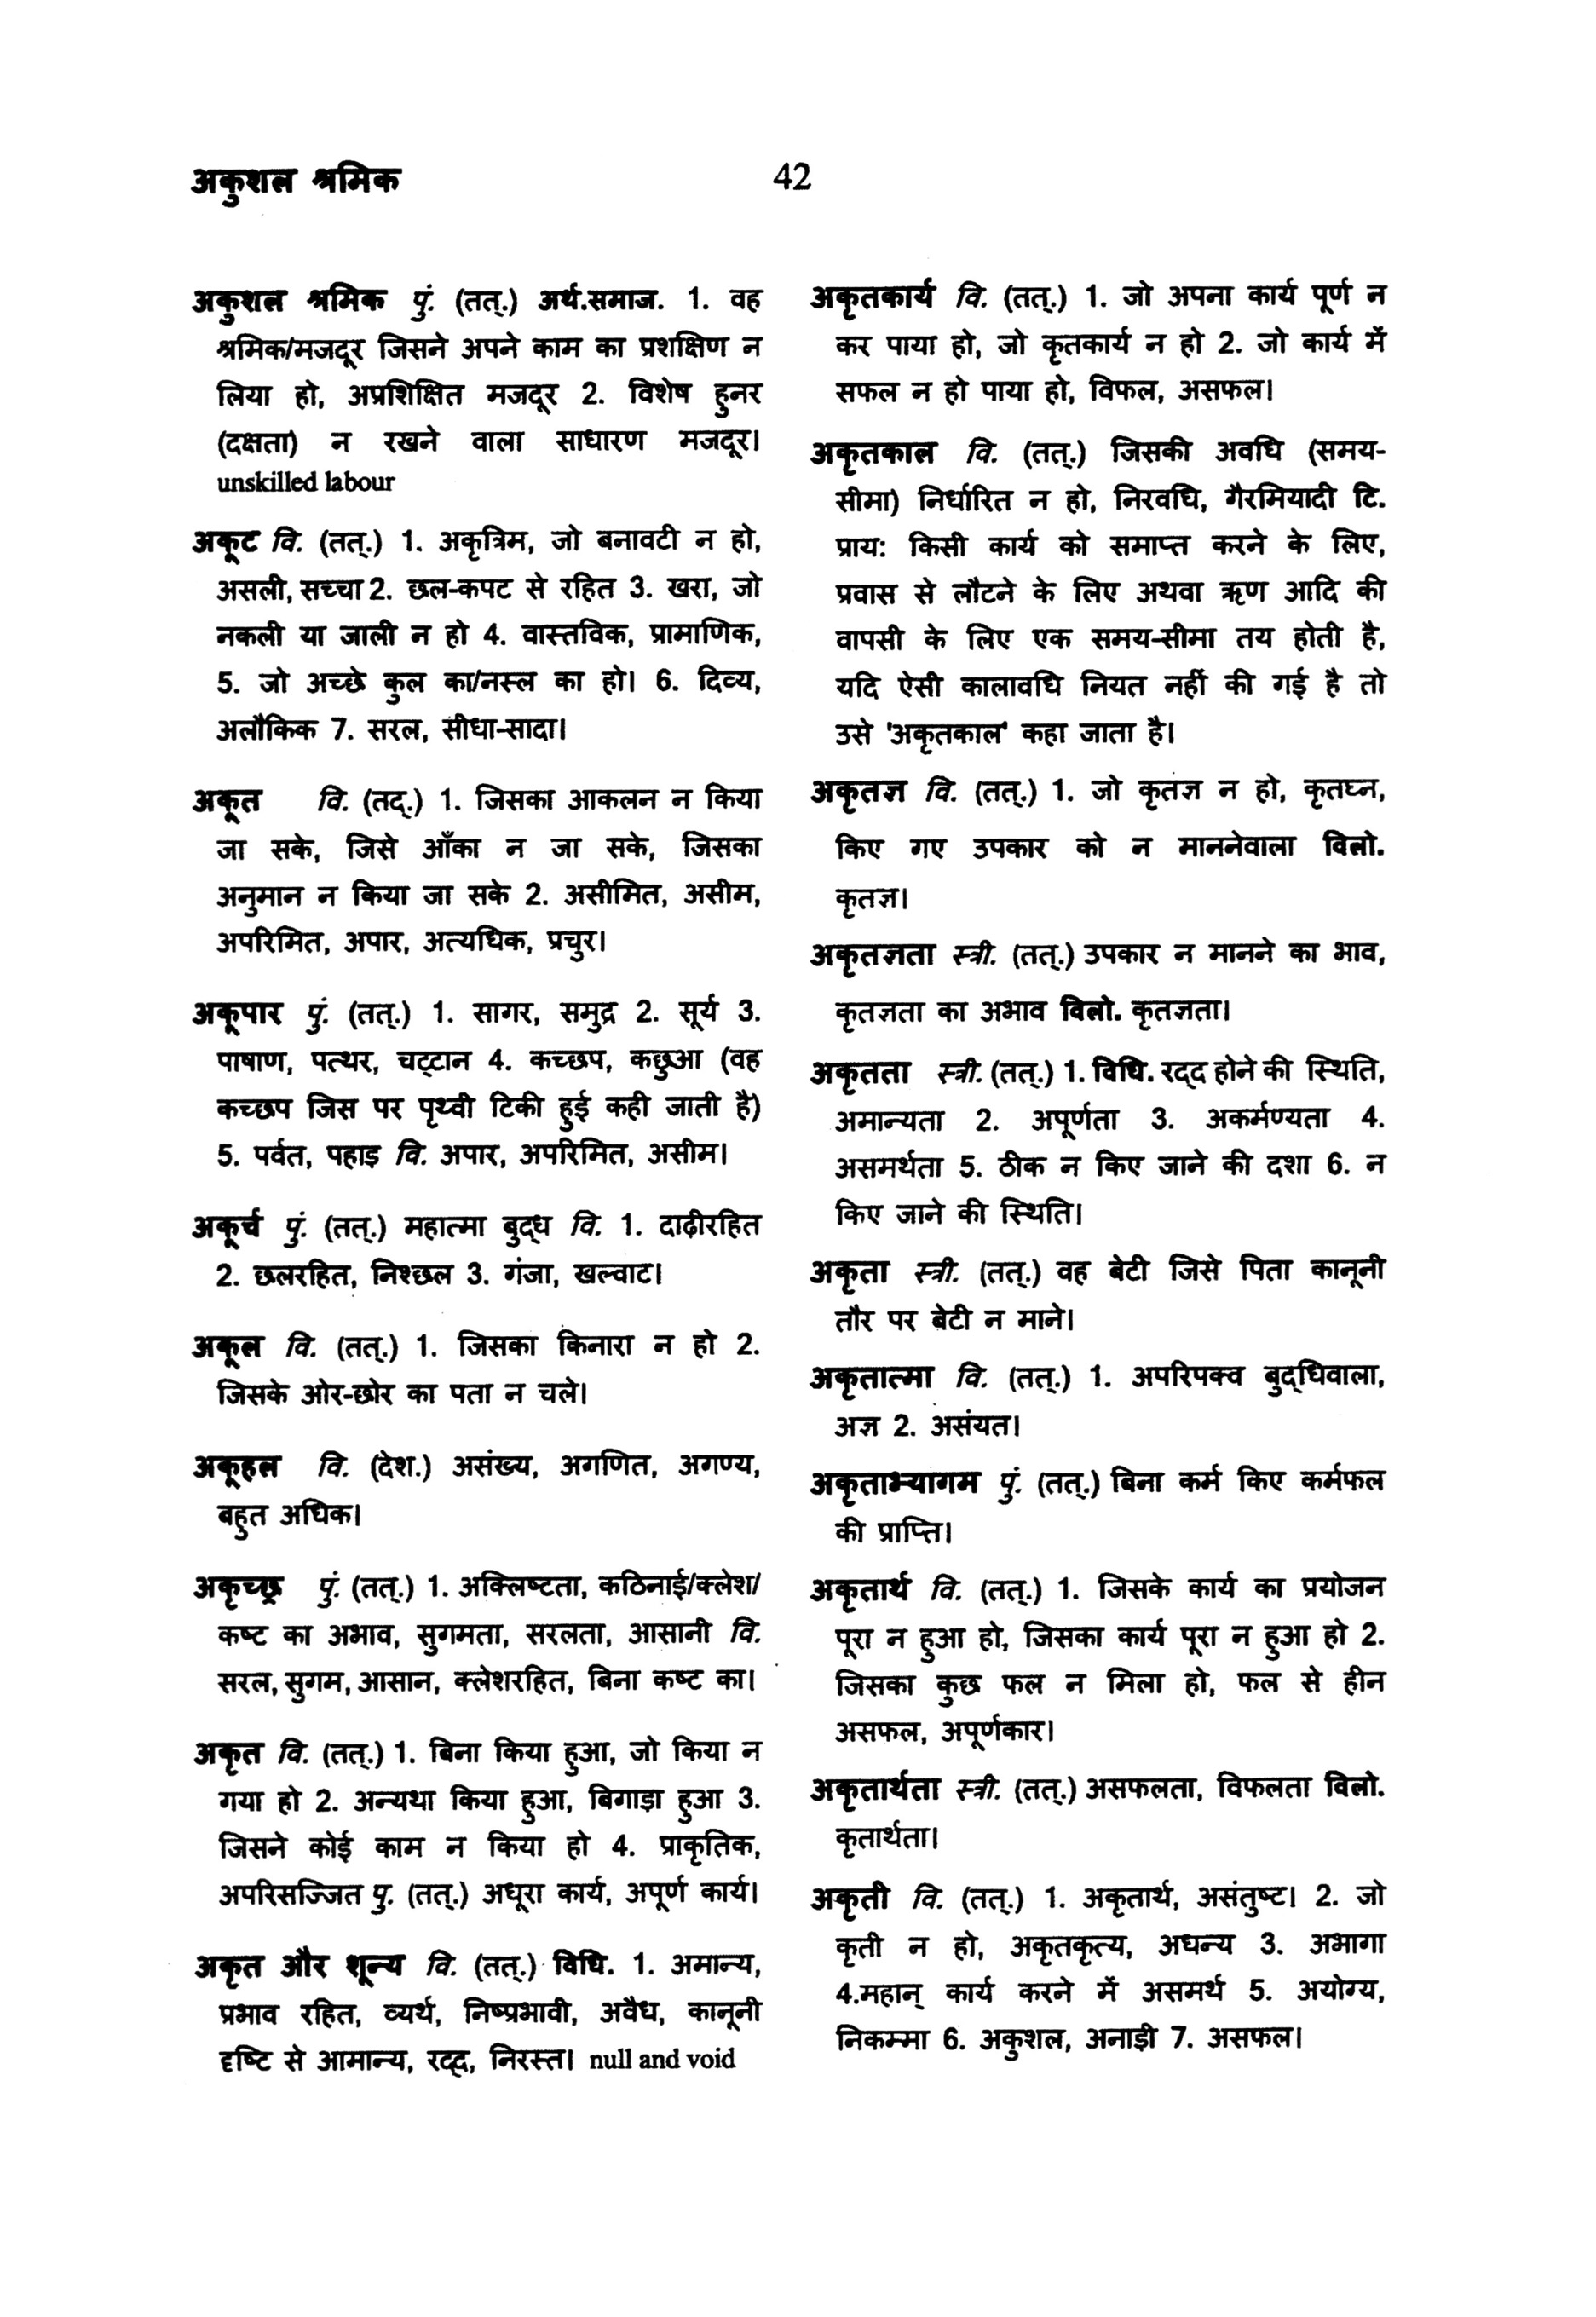 अकुशल श्रमिक
42
अकुशल श्रमिक पुं. (तत्.) अर्थ.समाज. 1. वह
श्रमिक/मजदूर जिसने अपने काम का प्रशक्षिण न
लिया हो, अप्रशिक्षित मजदूर 2. विशेष हुनर
(दक्षता) न रखने वाला साधारण मजदूर।
unskilled labour
अकूट वि. (तत्.) 1. अकृत्रिम, जो बनावटी न हो,
असली, सच्चा 2. छल-कपट से रहित 3. खरा, जो
नकली या जाली न हो 4. वास्तविक, प्रामाणिक,
5. जो अच्छे कुल का/नस्ल का हो। 6. दिव्य,
अलौकिक 7. सरल, सीधा-सादा।
अकूत वि. (तद्.) 1. जिसका आकलन न किया
जा सके, जिसे आँका न जा सके, जिसका
अनुमान न किया जा सके 2. असीमित, असीम,
अपरिमित, अपार, अत्यधिक, प्रचुर।
अकूपार पुं. (तत्.) 1. सागर, समुद्र 2. सूर्य 3.
पाषाण, पत्थर, चट्टान 4. कच्छप, कछुआ (वह
कच्छप जिस पर पृथ्वी टिकी हुई कही जाती है)
5. पर्वत, पहाड़ वि. अपार, अपरिमित, असीम।
अकूर्च पुं. (तत्.) महात्मा बुद्ध वि. 1. दाढ़ीरहित
2. छलरहित, निश्छल 3. गंजा, खल्वाट।
अकूल वि. (तत्.) 1. जिसका किनारा न हो 2.
जिसके ओर-छोर का पता न चले।
अकूहल वि. (देश.) असंख्य, अगणित, अगण्य,
बहुत अधिक।
अकृच्छ्र पुं. (तत्.) 1. अक्लिष्टता, कठिनाई/क्लेश/
कष्ट का अभाव, सुगमता, सरलता, आसानी वि.
सरल, सुगम, आसान, क्लेशरहित, बिना कष्ट का।
अकृत वि. (तत्.) 1. बिना किया हुआ, जो किया न
गया हो 2. अन्यथा किया हुआ, बिगाड़ा हुआ 3.
जिसने कोई काम न किया हो 4. प्राकृतिक,
अपरिसज्जित पु. (तत्.) अधूरा कार्य, अपूर्ण कार्य।
अकृत और शून्य वि. (तत्.) विधि. 1. अमान्य,
प्रभाव रहित, व्यर्थ, निष्प्रभावी, अवैध, कानूनी
दृष्टि से आमान्य, रद्द, निरस्त। null and void
अकृतकार्य वि. (तत्.) 1. जो अपना कार्य पूर्ण न
कर पाया हो, जो कृतकार्य न हो 2. जो कार्य में
सफल न हो पाया हो, विफल, असफल।
अकृतकाल वि. (तत्.) जिसकी अवधि (समय-
सीमा) निर्धारित न हो, निरवधि, गैरमियादी टि.
प्राय: किसी कार्य को समाप्त करने के लिए,
प्रवास से लौटने के लिए अथवा ऋण आदि की
वापसी के लिए एक समय-सीमा तय होती है,
यदि ऐसी कालावधि नियत नहीं की गई है तो
उसे 'अकृतकाल' कहा जाता है।
अकृतज्ञ वि. (तत्.) 1. जो कृतज्ञ न हो, कृतघ्न,
किए गए उपकार को न माननेवाला विलो.
कृतज्ञ।
अकृतज्ञता स्त्री. (तत्.) उपकार न मानने का भाव,
कृतज्ञता का अभाव विलो. कृतज्ञता।
अकृतता स्त्री. (तत्.) 1. विधि. रद्द होने की स्थिति,
अमान्यता 2. अपूर्णता 3. अकर्मण्यता 4.
असमर्थता 5. ठीक न किए जाने की दशा 6. न
किए जाने की स्थिति।
अकृता स्त्री. (तत्.) वह बेटी जिसे पिता कानूनी
तौर पर बेटी न माने।
अकृतात्मा वि. (तत्.) 1. अपरिपक्व बुद्धिवाला,
अज्ञ 2. असंयत।
अकृताभ्यागम पुं. (तत्.) बिना कर्म किए कर्मफल
की प्राप्ति।
अकृतार्थ वि. (तत्.) 1. जिसके कार्य का प्रयोजन
पूरा न हुआ हो, जिसका कार्य पूरा न हुआ हो 2.
जिसका कुछ फल न मिला हो, फल से हीन
असफल, अपूर्णकार।
अकृतार्थता स्त्री. (तत्.) असफलता, विफलता विलो.
कृतार्थता।
अकृती वि. (तत्.) 1. अकृतार्थ, असंतुष्ट। 2. जो
कृती न हो, अकृतकृत्य, अधन्य 3. अभागा
4.महान् कार्य करने में असमर्थ 5. अयोग्य,
निकम्मा 6. अकुशल, अनाड़ी 7. असफल।